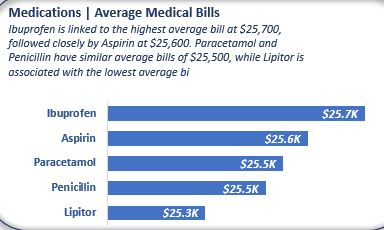 Medications | Average Medical Bills
Ibuprofen is linked to the highest average bill at $25,700,
followed closely by Aspirin at $25,600. Paracetamol and
Penicillin have similar average bills of $25,500, while Lipitor is
associated with the lowest average bi
Ibuprofen $25.7K
Aspirin $25.6K
Paracetamol $25.5K
Penicillin $25.5K
Lipitor $25.3K